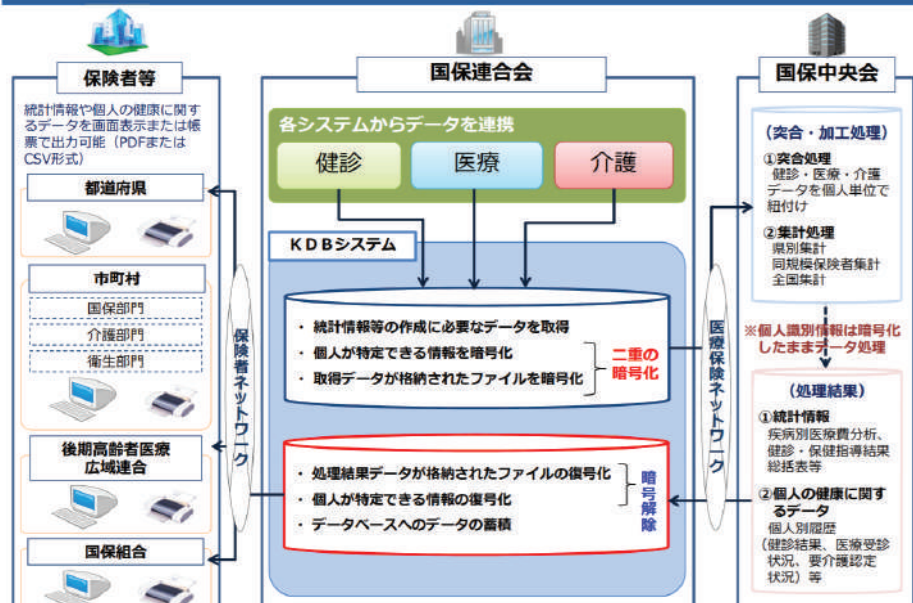 保険者等
統計情報や個人の健康に関す
るデータを画面表示または帳
票で出力可能（PDFまたは
CSV形式）
都道府県
市町村
国保部門
介護部門
衛生部門
後期高齢者医療
広域連合
国保組合
保険者ネットワーク
国保連合会
各システムからデータを連携
健診
医療
介護
KDBシステム
・ 統計情報等の作成に必要なデータを取得
・ 個人が特定できる情報を暗号化
・ 取得データが格納されたファイルを暗号化
二重の
暗号化
・ 処理結果データが格納されたファイルの復号化
・ 個人が特定できる情報の復号化
・ データベースへのデータの蓄積
暗号解除
医療保険ネットワーク
国保中央会
（突合・加工処理）
①突合処理
健診・医療・介護
データを個人単位で
紐付け
②集計処理
県別集計
同規模保険者集計
全国集計
※個人識別情報は暗号化
したままデータ処理
（処理結果）
①統計情報
疾病別医療費分析、
健診・保健指導結果
総括表等
②個人の健康に関す
るデータ
個人別履歴
（健診結果、医療受診
状況、要介護認定
状況）等